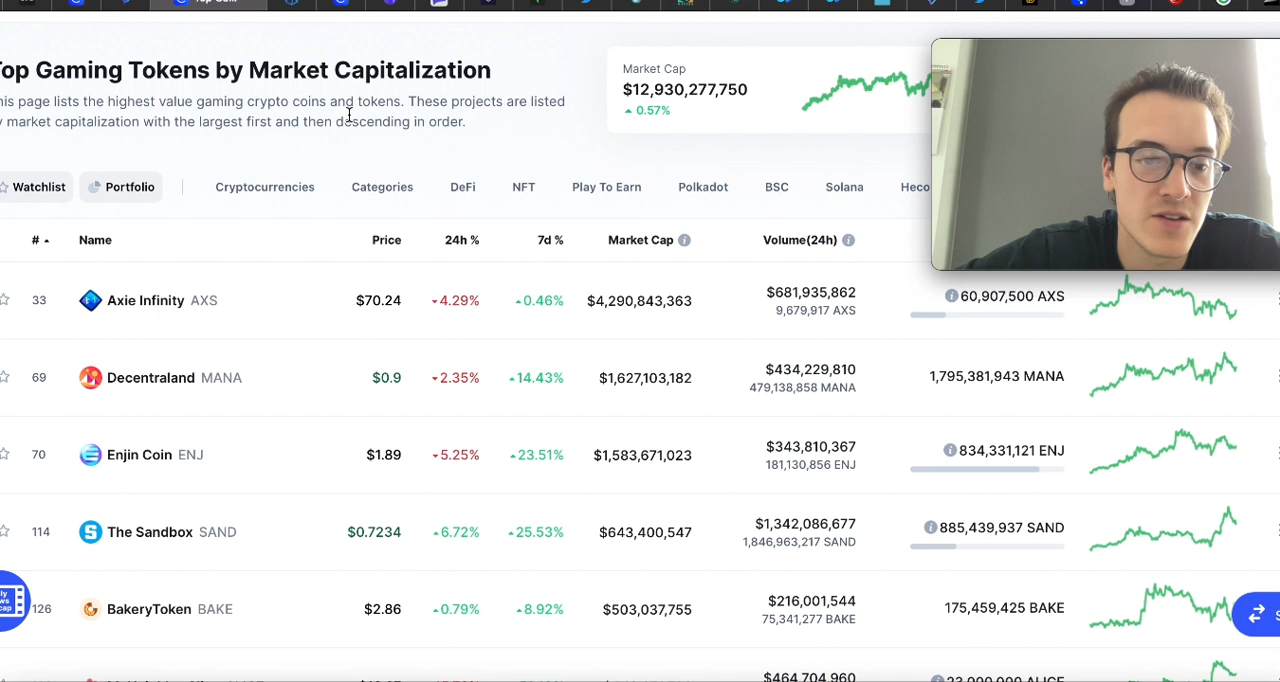 op Gaming Tokens by Market Capitalization
his page lists the highest value gaming crypto coins and tokens. These projects are listed
y market capitalization with the largest first and then descending in order.
Market Cap
$12,930,277,750
0.57%
Watchlist Portfolio Cryptocurrencies Categories DeFi NFT Play To Earn Polkadot BSC Solana Heco
# Name Price 24h % 7d % Market Cap Volume(24h)
33 Axie Infinity AXS $70.24 4.29% 0.46% $4,290,843,363 $681,935,862 60,907,500 AXS
9,679,917 AXS
69 Decentraland MANA $0.9 2.35% 14.43% $1,627,103,182 $434,229,810 1,795,381,943 MANA
479,138,858 MANA
70 Enjin Coin ENJ $1.89 5.25% 23.51% $1,583,671,023 $343,810,367 834,331,121 ENJ
181,130,856 ENJ
114 The Sandbox SAND $0.7234 6.72% 25.53% $643,400,547 $1,342,086,677 885,439,937 SAND
1,846,963,217 SAND
126 BakeryToken BAKE $2.86 0.79% 8.92% $503,037,755 $216,001,544 175,459,425 BAKE
75,341,277 BAKE
$464,704,960